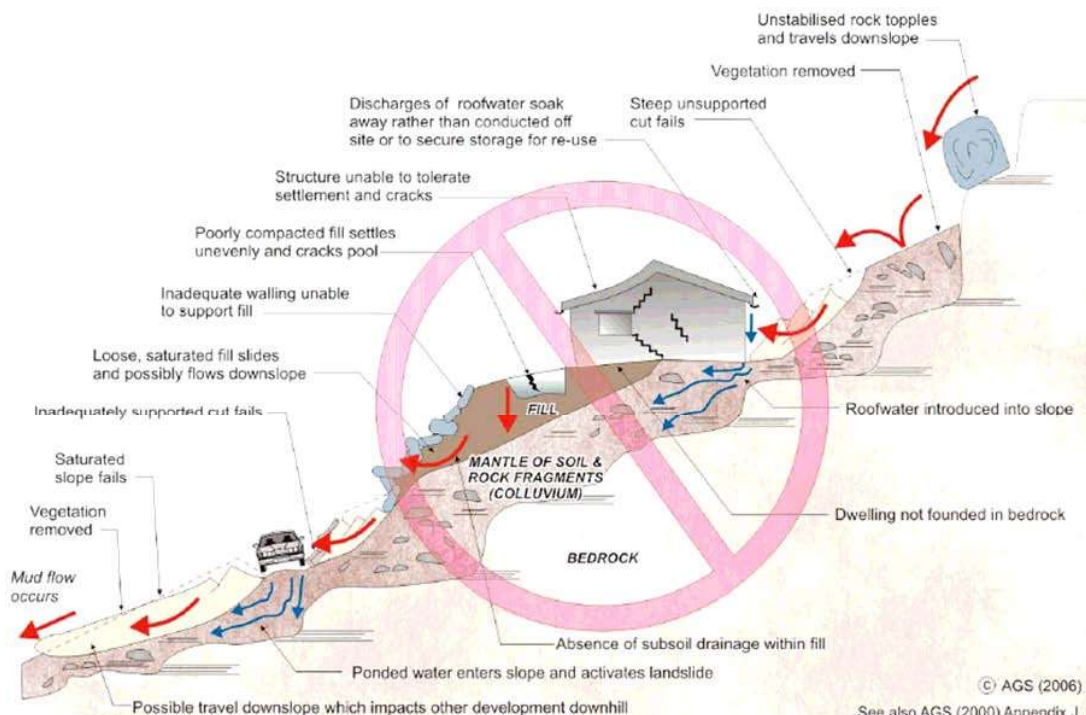 Unstabilised rock topples
and travels downslope
Vegetation removed
Discharges of roofwater soak
away rather than conducted off
site or to secure storage for re-use
Steep unsupported
cut fails
Structure unable to tolerate
settlement and cracks
Poorly compacted fill settles
unevenly and cracks pool
Inadequate walling unable
to support fill
Loose, saturated fill slides
and possibly flows downslope
Inadequately supported cut fails
Roofwater introduced into slope
FILL
Saturated
slope fails
MANTLE OF SOIL &
ROCK FRAGMENTS
(COLLUVIUM)
Vegetation
removed
Dwelling not founded in bedrock
BEDROCK
Mud flow
occurs
Absence of subsoil drainage within fill
Ponded water enters slope and activates landslide
© AGS (2006)
Possible travel downslope which impacts other development downhill
See also AGS (2000) Appendix J